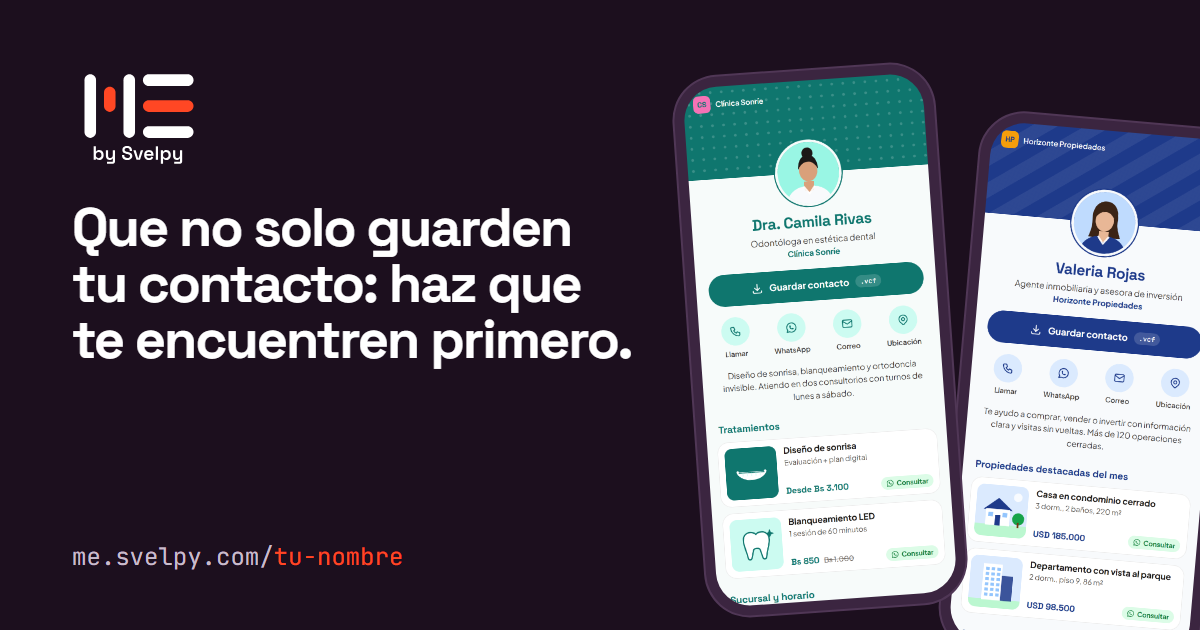 ME
by Svelpy
Que no solo guarden
tu contacto: haz que
te encuentren primero.
me.svelpy.com/tu-nombre
CS Clínica Sonríe
Dra. Camila Rivas
Odontóloga en estética dental
Clínica Sonríe
Guardar contacto .vcf
Llamar WhatsApp Correo Ubicación
Diseño de sonrisa, blanqueamiento y ortodoncia
invisible. Atiendo en dos consultorios con turnos de
lunes a sábado.
Tratamientos
Diseño de sonrisa
Evaluación + plan digital
Desde Bs 3.100 Consultar
Blanqueamiento LED
1 sesión de 60 minutos
Bs 850 Bs 1.000 Consultar
Sucursal y horario
HP Horizonte Propiedades
Valeria Rojas
Agente inmobiliaria y asesora de inversión
Horizonte Propiedades
Guardar contacto .vcf
Llamar WhatsApp Correo Ubicación
Te ayudo a comprar, vender o invertir con información
clara y visitas sin vueltas. Más de 120 operaciones
cerradas.
Propiedades destacadas del mes
Casa en condominio cerrado
3 dorm., 2 baños, 220 m²
USD 185.000 Consultar
Departamento con vista al parque
2 dorm., piso 9, 86 m²
USD 98.500 Consultar